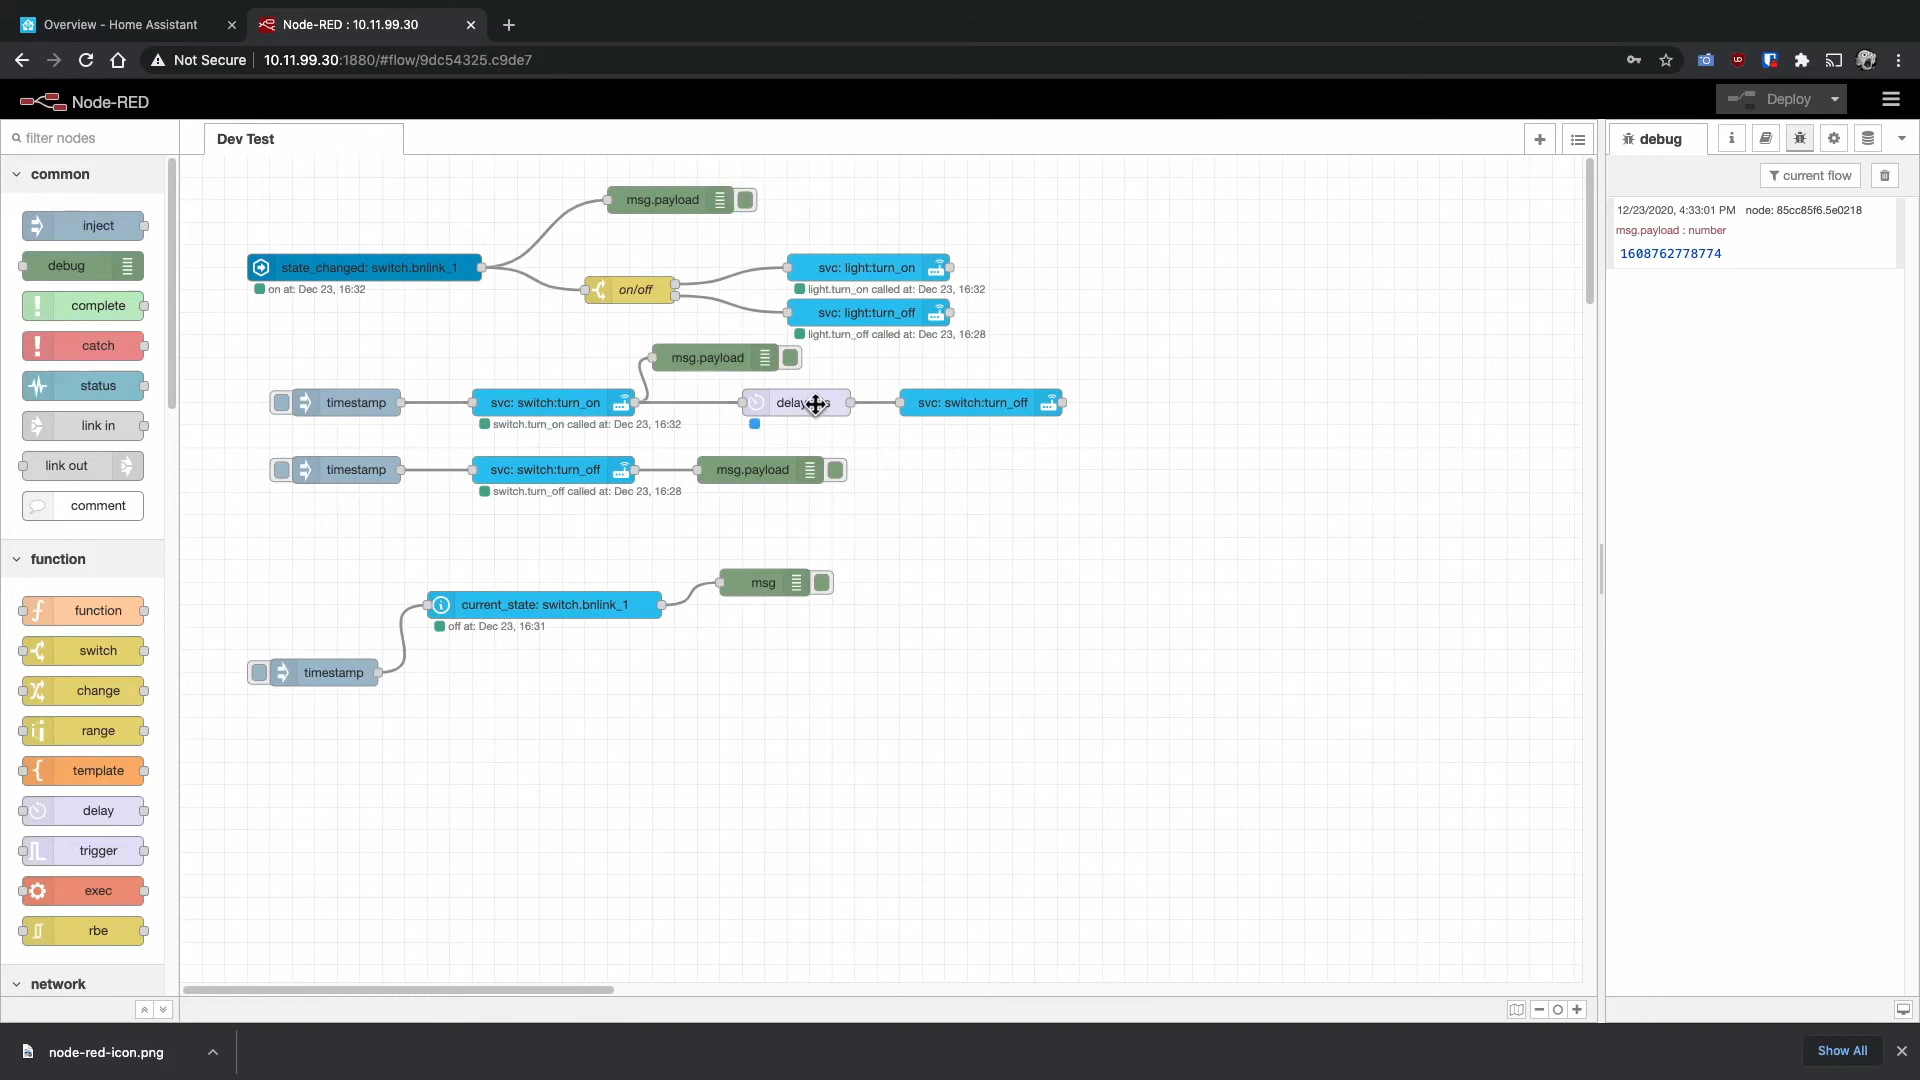 Overview - Home Assistant
Node-RED : 10.11.99.30
Not Secure
10.11.99.30:1880/#flow/9dc54325.c9de7
Node-RED
Deploy
filter nodes
Dev Test
debug
current flow
common
inject
debug
complete
catch
status
link in
link out
comment
function
function
switch
change
range
template
delay
trigger
exec
rbe
network
msg.payload
state_changed: switch.bnlink_1
on at: Dec 23, 16:32
on/off
svc: light:turn_on
light.turn_on called at: Dec 23, 16:32
svc: light:turn_off
light.turn_off called at: Dec 23, 16:28
msg.payload
timestamp
svc: switch:turn_on
switch.turn_on called at: Dec 23, 16:32
svc: switch:turn_off
timestamp
svc: switch:turn_off
switch.turn_off called at: Dec 23, 16:28
msg.payload
msg
current_state: switch.bnlink_1
off at: Dec 23, 16:31
timestamp
12/23/2020, 4:33:01 PM node: 85cc85f6.5e0218
msg.payload : number
1608762778774
node-red-icon.png
Show All